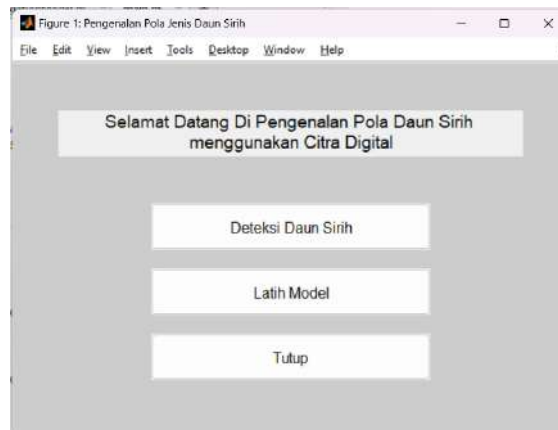 Figure 1: Pengenalan Pola Jenis Daun Sirih
File Edit View Insert Tools Desktop Window Help
Selamat Datang Di Pengenalan Pola Daun Sirih
menggunakan Citra Digital
Deteksi Daun Sirih
Latih Model
Tutup